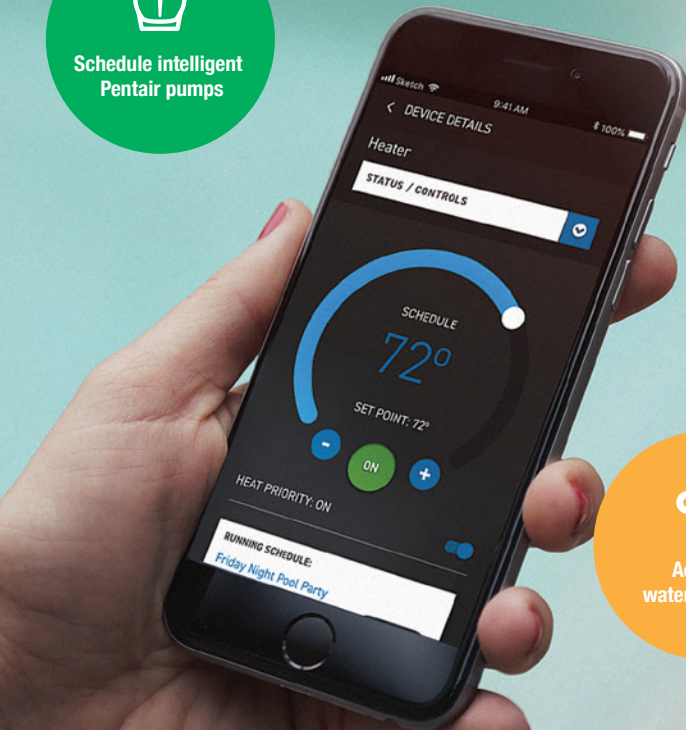 Schedule intelligent
Pentair pumps
Sketch
9:41 AM
100%
< DEVICE DETAILS
Heater
STATUS / CONTROLS
SCHEDULE
72°
SET POINT: 72°
-
ON
+
HEAT PRIORITY: ON
RUNNING SCHEDULE:
Friday Night Pool Party
water